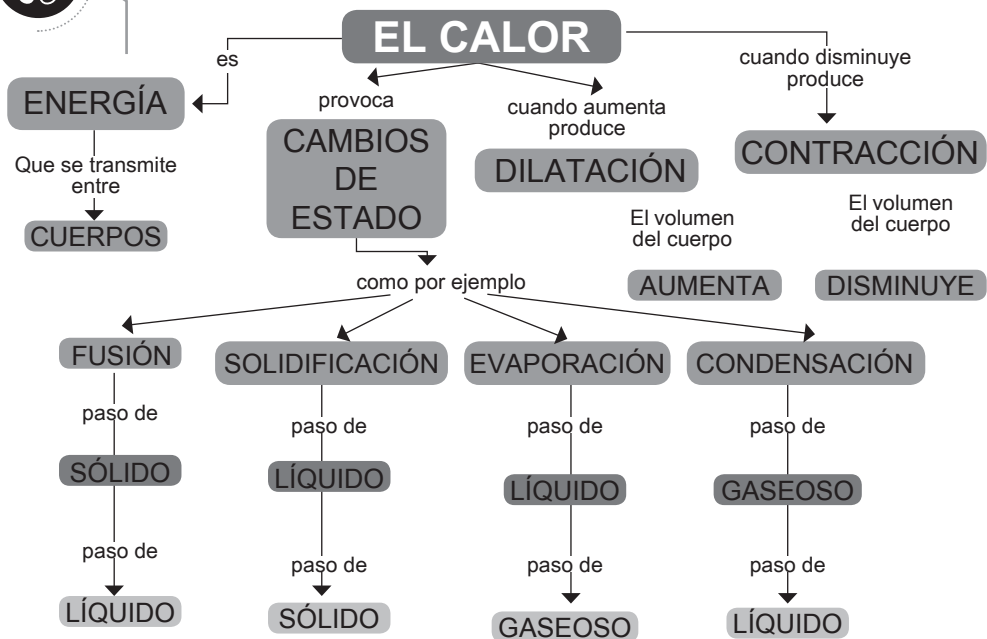 EL CALOR
es
ENERGÍA
Que se transmite
entre
CUERPOS
provoca
CAMBIOS
DE
ESTADO
cuando aumenta
produce
DILATACIÓN
El volumen
del cuerpo
AUMENTA
cuando disminuye
produce
CONTRACCIÓN
El volumen
del cuerpo
DISMINUYE
como por ejemplo
FUSIÓN
paso de
SÓLIDO
paso de
LÍQUIDO
SOLIDIFICACIÓN
paso de
LÍQUIDO
paso de
SÓLIDO
EVAPORACIÓN
paso de
LÍQUIDO
paso de
GASEOSO
CONDENSACIÓN
paso de
GASEOSO
paso de
LÍQUIDO